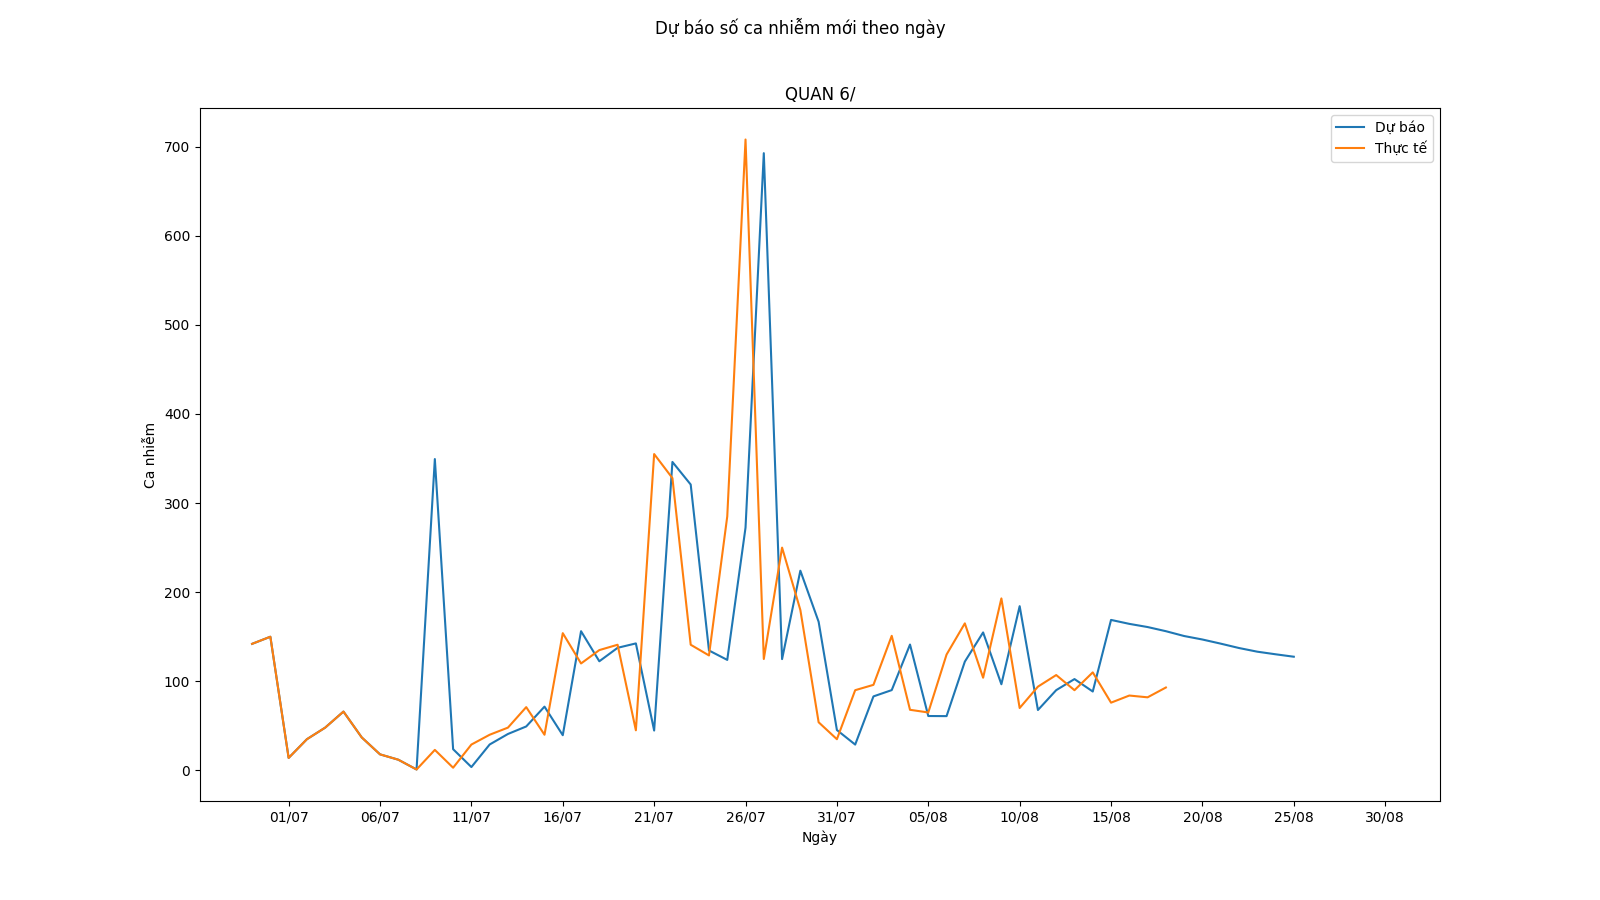 Dự báo số ca nhiễm mới theo ngày
QUAN 6/
Dự báo
Thực tế
700
600
500
400
300
200
100
0
Ca nhiễm
01/07 06/07 11/07 16/07 21/07 26/07 31/07 05/08 10/08 15/08 20/08 25/08 30/08
Ngày